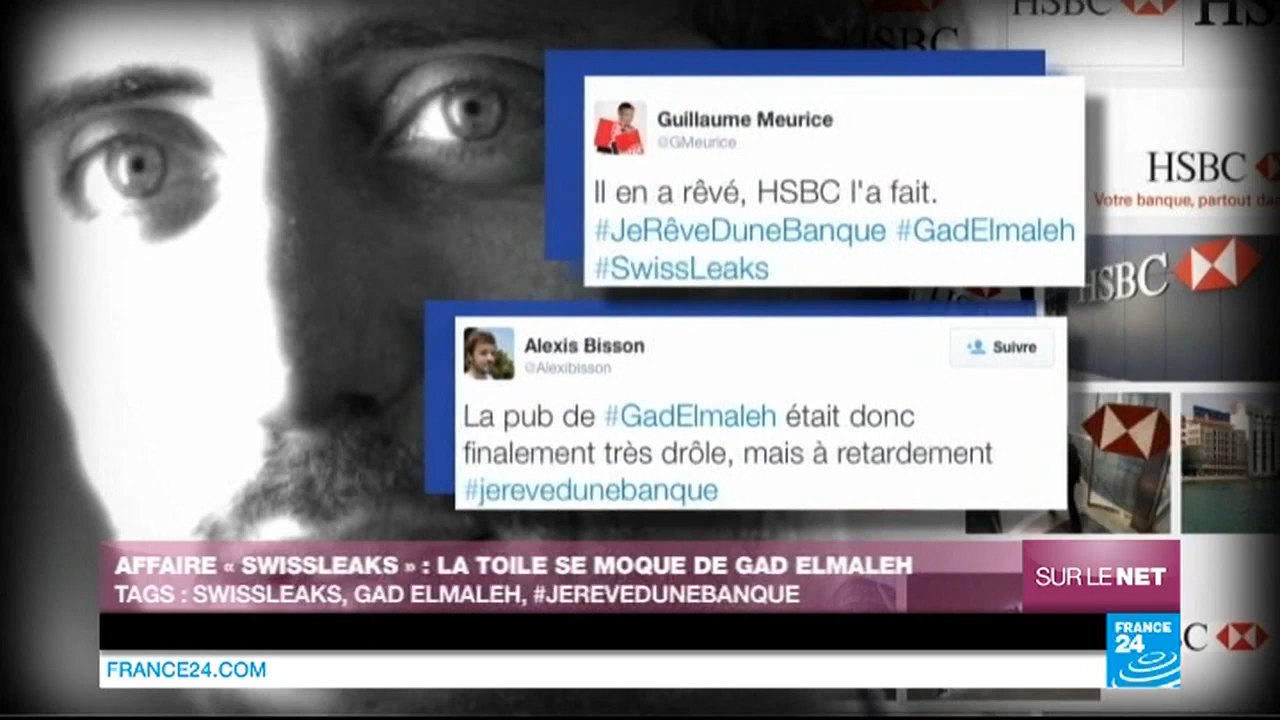 HSBC
HS
HSBC
Guillaume Meurice
@GMeurice
Il en a rêvé, HSBC l'a fait.
#JeRêveDuneBanque #GadElmaleh
#SwissLeaks
HSBC
Votre banque, partout
HSBC
Alexis Bisson
@Alexibisson
Suivre
La pub de #GadElmaleh était donc
finalement très drôle, mais à retardement
#jerevedunebanque
AFFAIRE « SWISSLEAKS » : LA TOILE SE MOQUE DE GAD ELMALEH
TAGS : SWISSLEAKS, GAD ELMALEH, #JEREVEDUNEBANQUE
SUR LE NET
FRANCE
24
FRANCE24.COM